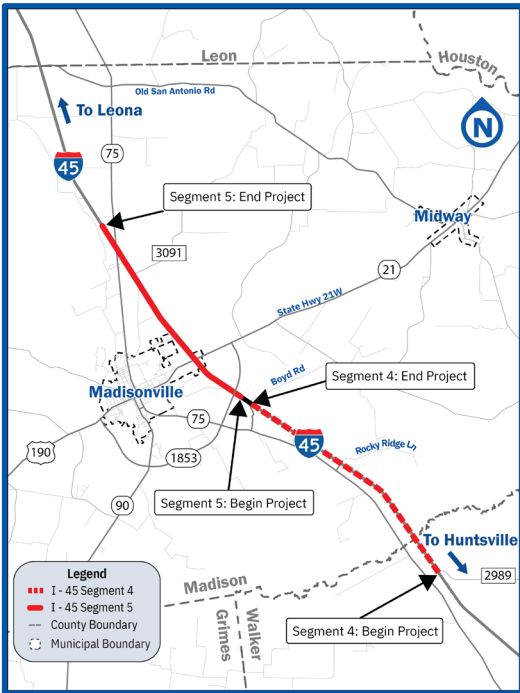 Leon
Houston
Old San Antonio Rd
To Leona
N
75
45
Segment 5: End Project
Midway
3091
21
State Hwy 21W
Boyd Rd
Segment 4: End Project
Madisonville
75
45
Rocky Ridge Ln
190
1853
Segment 5: Begin Project
90
To Huntsville
2989
Legend
I - 45 Segment 4
I - 45 Segment 5
County Boundary
Municipal Boundary
Madison
Grimes
Walker
Segment 4: Begin Project